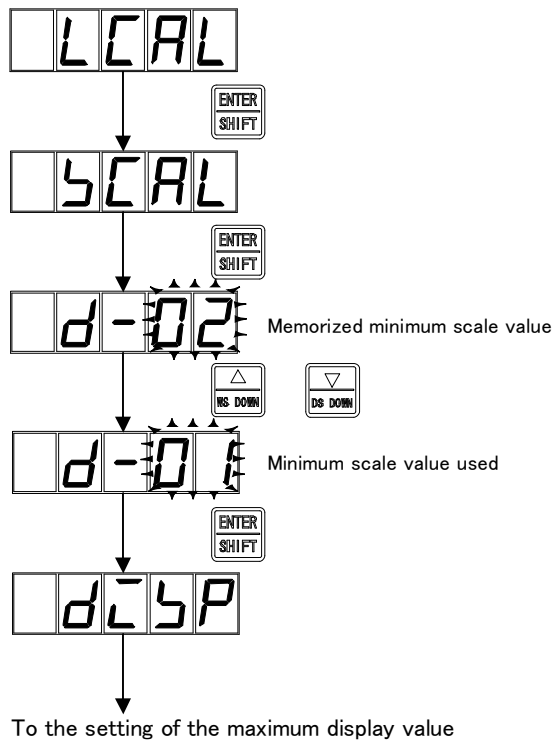 LCAL
ENTER
SHIFT
SCAL
ENTER
SHIFT
d-02 Memorized minimum scale value
△ ▽
WS DOWN DS DOWN
d-01 Minimum scale value used
ENTER
SHIFT
diSP
To the setting of the maximum display value